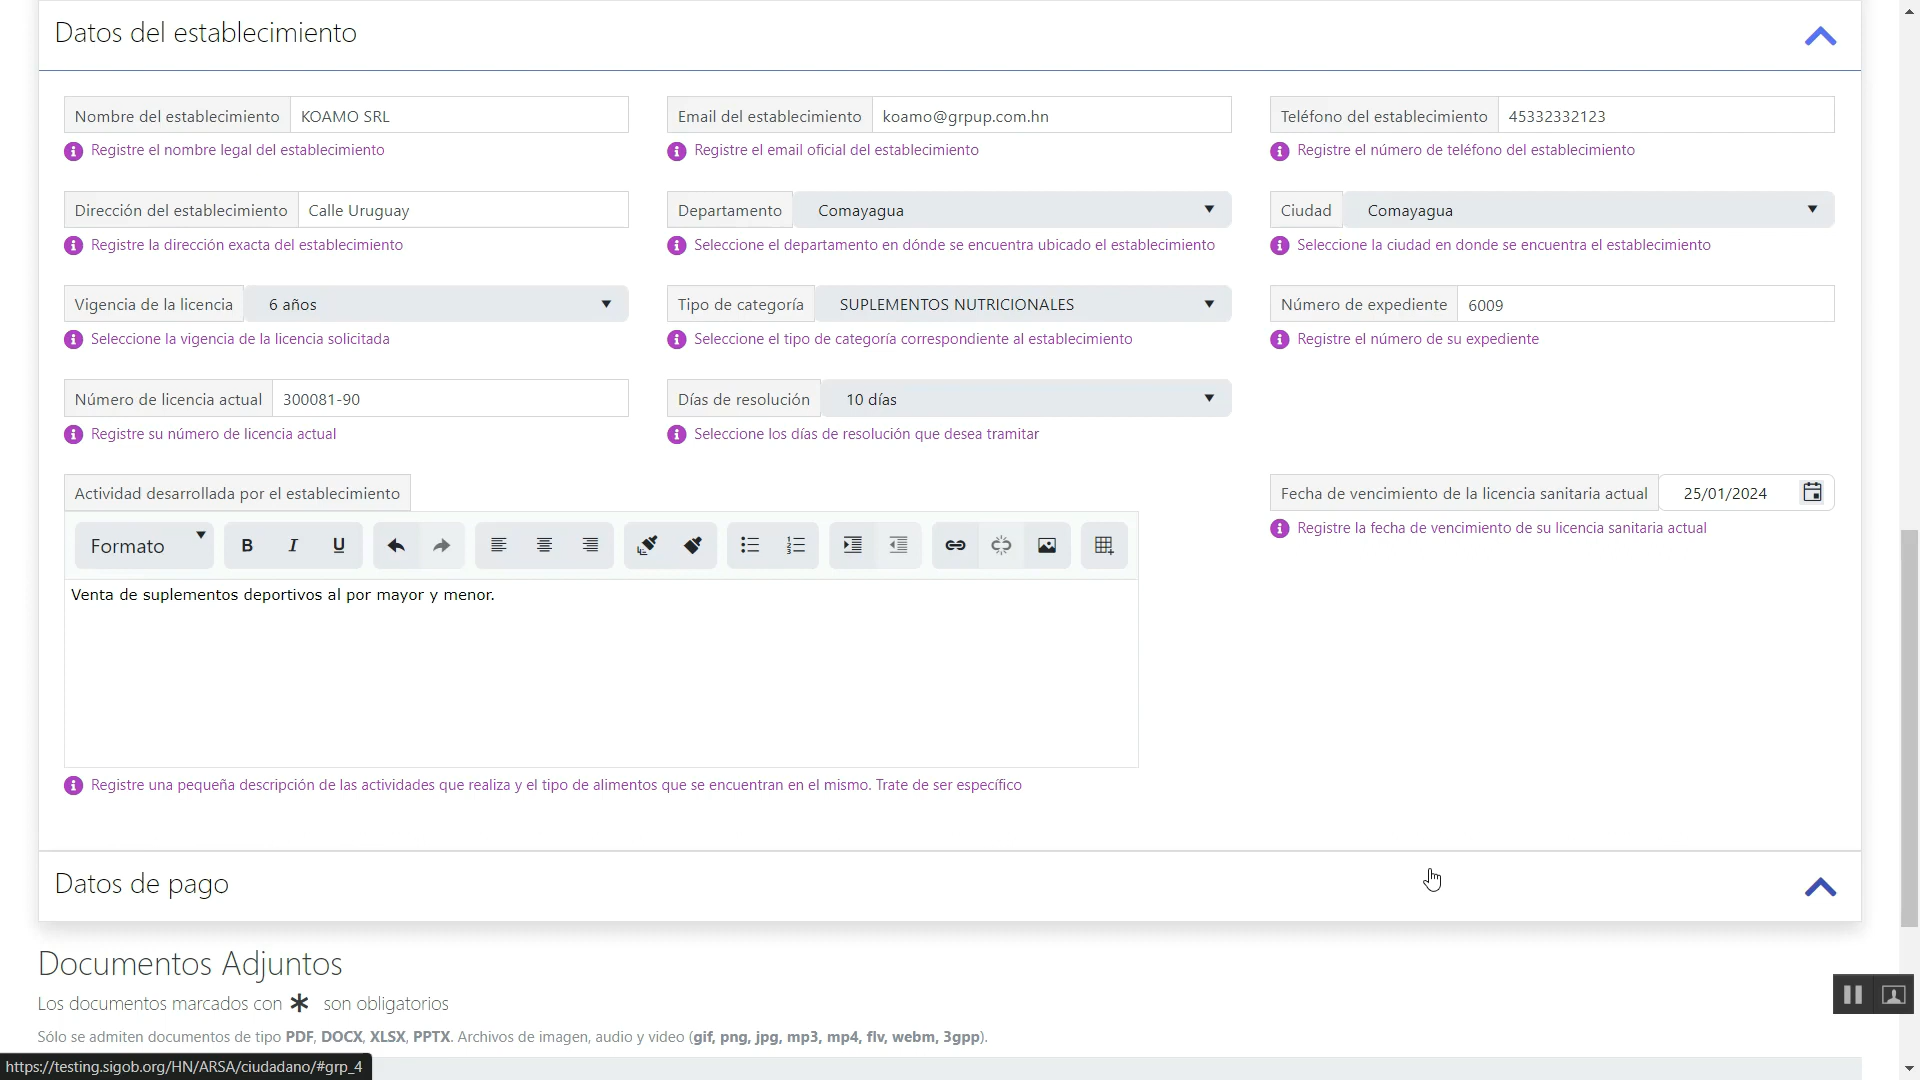 Datos del establecimiento
Nombre del establecimiento KOAMO SRL
Registre el nombre legal del establecimiento
Email del establecimiento koamo@grpup.com.hn
Registre el email oficial del establecimiento
Teléfono del establecimiento 45332332123
Registre el número de teléfono del establecimiento
Dirección del establecimiento Calle Uruguay
Registre la dirección exacta del establecimiento
Departamento Comayagua
Seleccione el departamento en dónde se encuentra ubicado el establecimiento
Ciudad Comayagua
Seleccione la ciudad en donde se encuentra el establecimiento
Vigencia de la licencia 6 años
Seleccione la vigencia de la licencia solicitada
Tipo de categoría SUPLEMENTOS NUTRICIONALES
Seleccione el tipo de categoría correspondiente al establecimiento
Número de expediente 6009
Registre el número de su expediente
Número de licencia actual 300081-90
Registre su número de licencia actual
Días de resolución 10 días
Seleccione los días de resolución que desea tramitar
Actividad desarrollada por el establecimiento
Fecha de vencimiento de la licencia sanitaria actual 25/01/2024
Registre la fecha de vencimiento de su licencia sanitaria actual
Formato B I U
Venta de suplementos deportivos al por mayor y menor.
Registre una pequeña descripción de las actividades que realiza y el tipo de alimentos que se encuentran en el mismo. Trate de ser específico
Datos de pago
Documentos Adjuntos
Los documentos marcados con * son obligatorios
Sólo se admiten documentos de tipo PDF, DOCX, XLSX, PPTX. Archivos de imagen, audio y video (gif, png, jpg, mp3, mp4, flv, webm, 3gpp).
https://testing.sigob.org/HN/ARSA/ciudadano/#grp_4